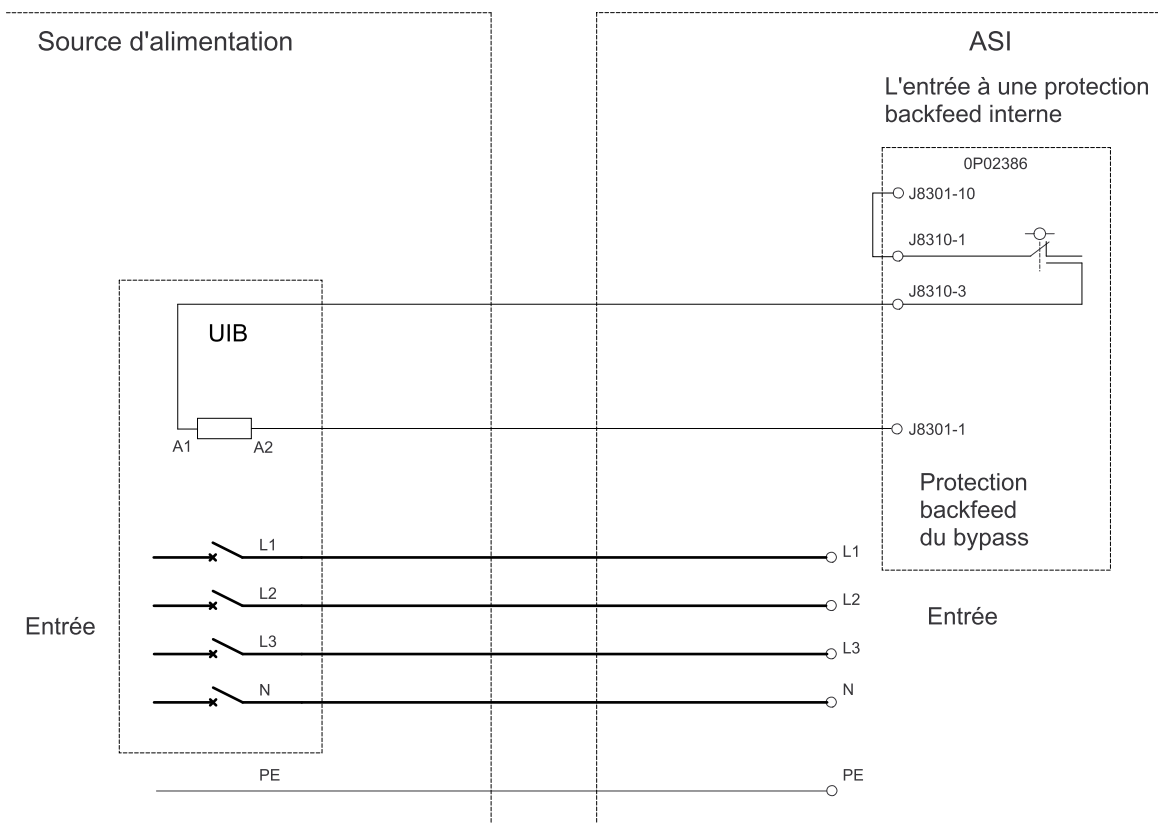 Source d'alimentation
ASI
L'entrée à une protection
backfeed interne
0P02386
J8301-10
J8310-1
J8310-3
UIB
A1
A2
J8301-1
Protection
backfeed
du bypass
L1
L1
L2
L2
Entrée
Entrée
L3
L3
N
N
PE
PE